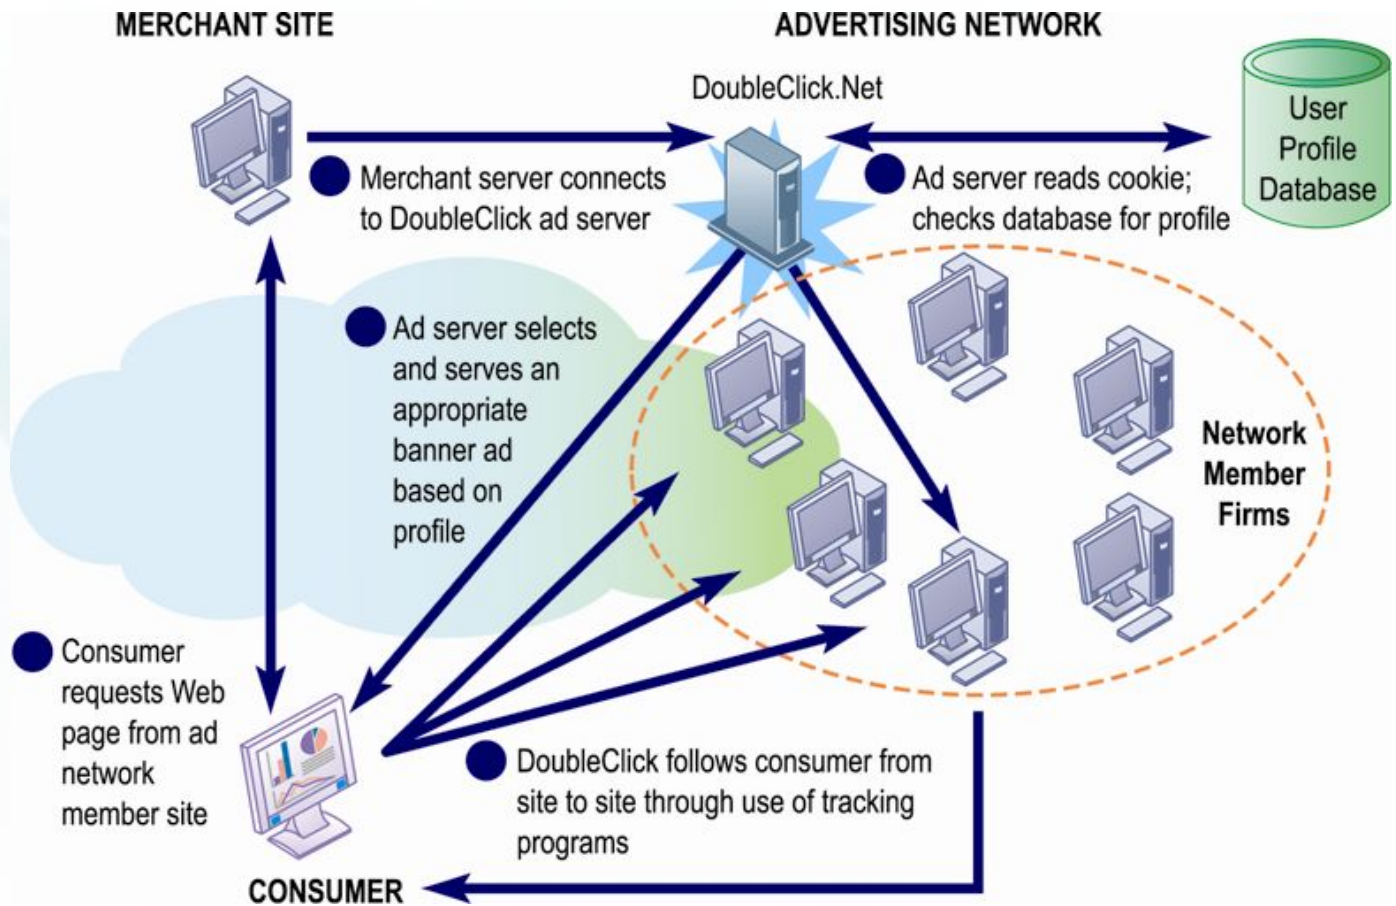 MERCHANT SITE
ADVERTISING NETWORK
DoubleClick.Net
User
Profile
Database
Merchant server connects
to DoubleClick ad server
Ad server reads cookie;
checks database for profile
Ad server selects
and serves an
appropriate
banner ad
based on
profile
Network
Member
Firms
Consumer
requests Web
page from ad
network
member site
DoubleClick follows consumer from
site to site through use of tracking
programs
CONSUMER